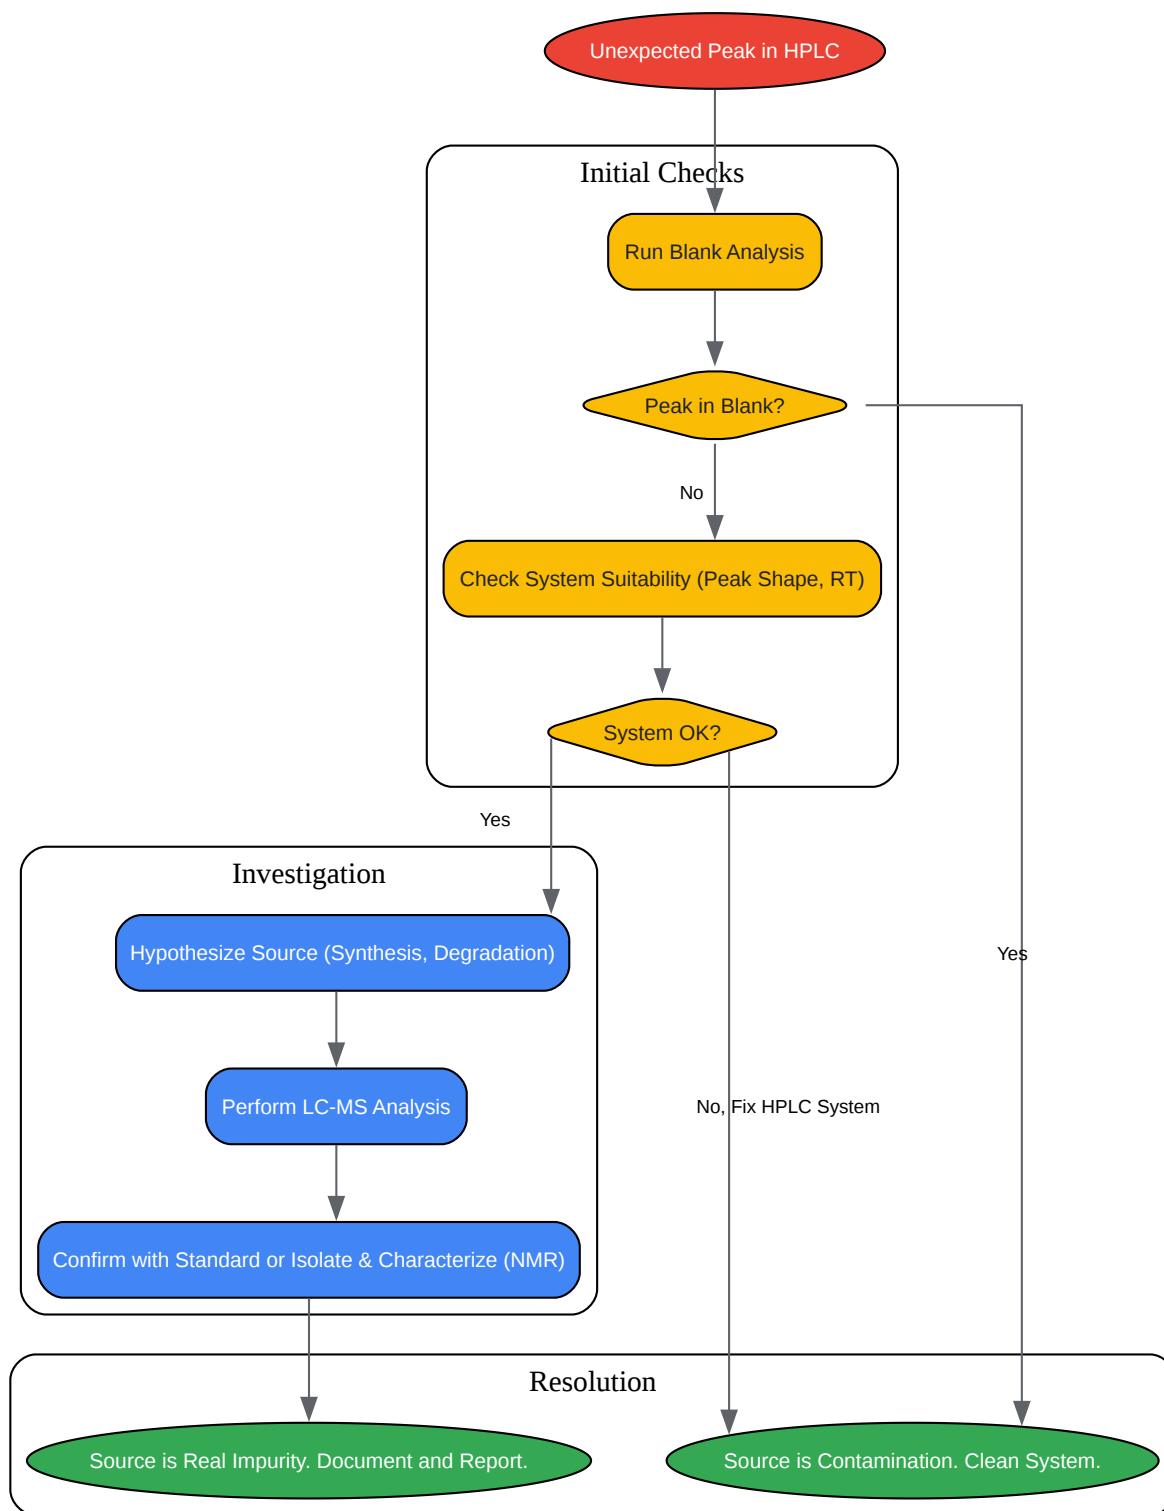 Unexpected Peak in HPLC
Initial Checks
Run Blank Analysis
Peak in Blank?
No
Check System Suitability (Peak Shape, RT)
System OK?
Yes
Investigation
Hypothesize Source (Synthesis, Degradation)
Yes
Perform LC-MS Analysis
No, Fix HPLC System
Confirm with Standard or Isolate & Characterize (NMR)
Resolution
Source is Real Impurity. Document and Report.
Source is Contamination. Clean System.